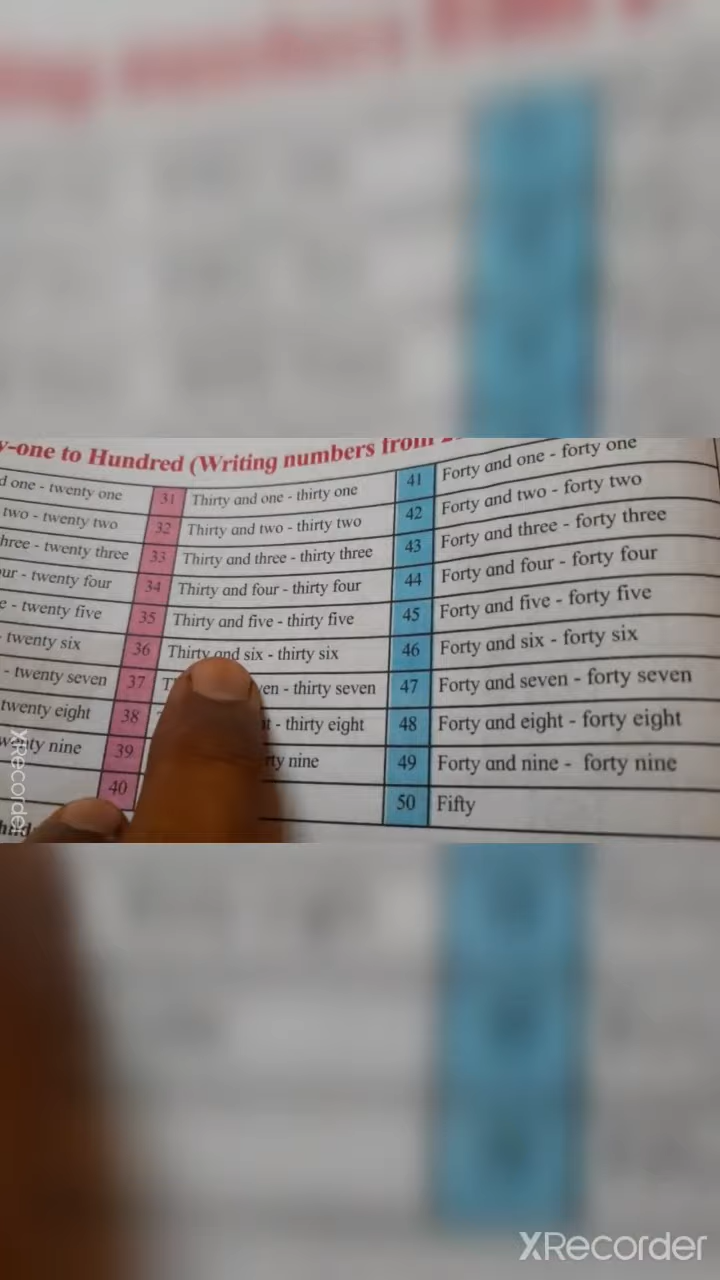 y-one to Hundred (Writing numbers from
d one - twenty one 31 Thirty and one - thirty one 41 Forty and one - forty one
two - twenty two 32 Thirty and two - thirty two 42 Forty and two - forty two
hree - twenty three 33 Thirty and three - thirty three 43 Forty and three - forty three
ur - twenty four 34 Thirty and four - thirty four 44 Forty and four - forty four
e - twenty five 35 Thirty and five - thirty five 45 Forty and five - forty five
- twenty six 36 Thirty and six - thirty six 46 Forty and six - forty six
- twenty seven 37 T ven - thirty seven 47 Forty and seven - forty seven
twenty eight 38 t - thirty eight 48 Forty and eight - forty eight
wenty nine 39 rty nine 49 Forty and nine - forty nine
40 50 Fifty
XRecorder
XRecorder